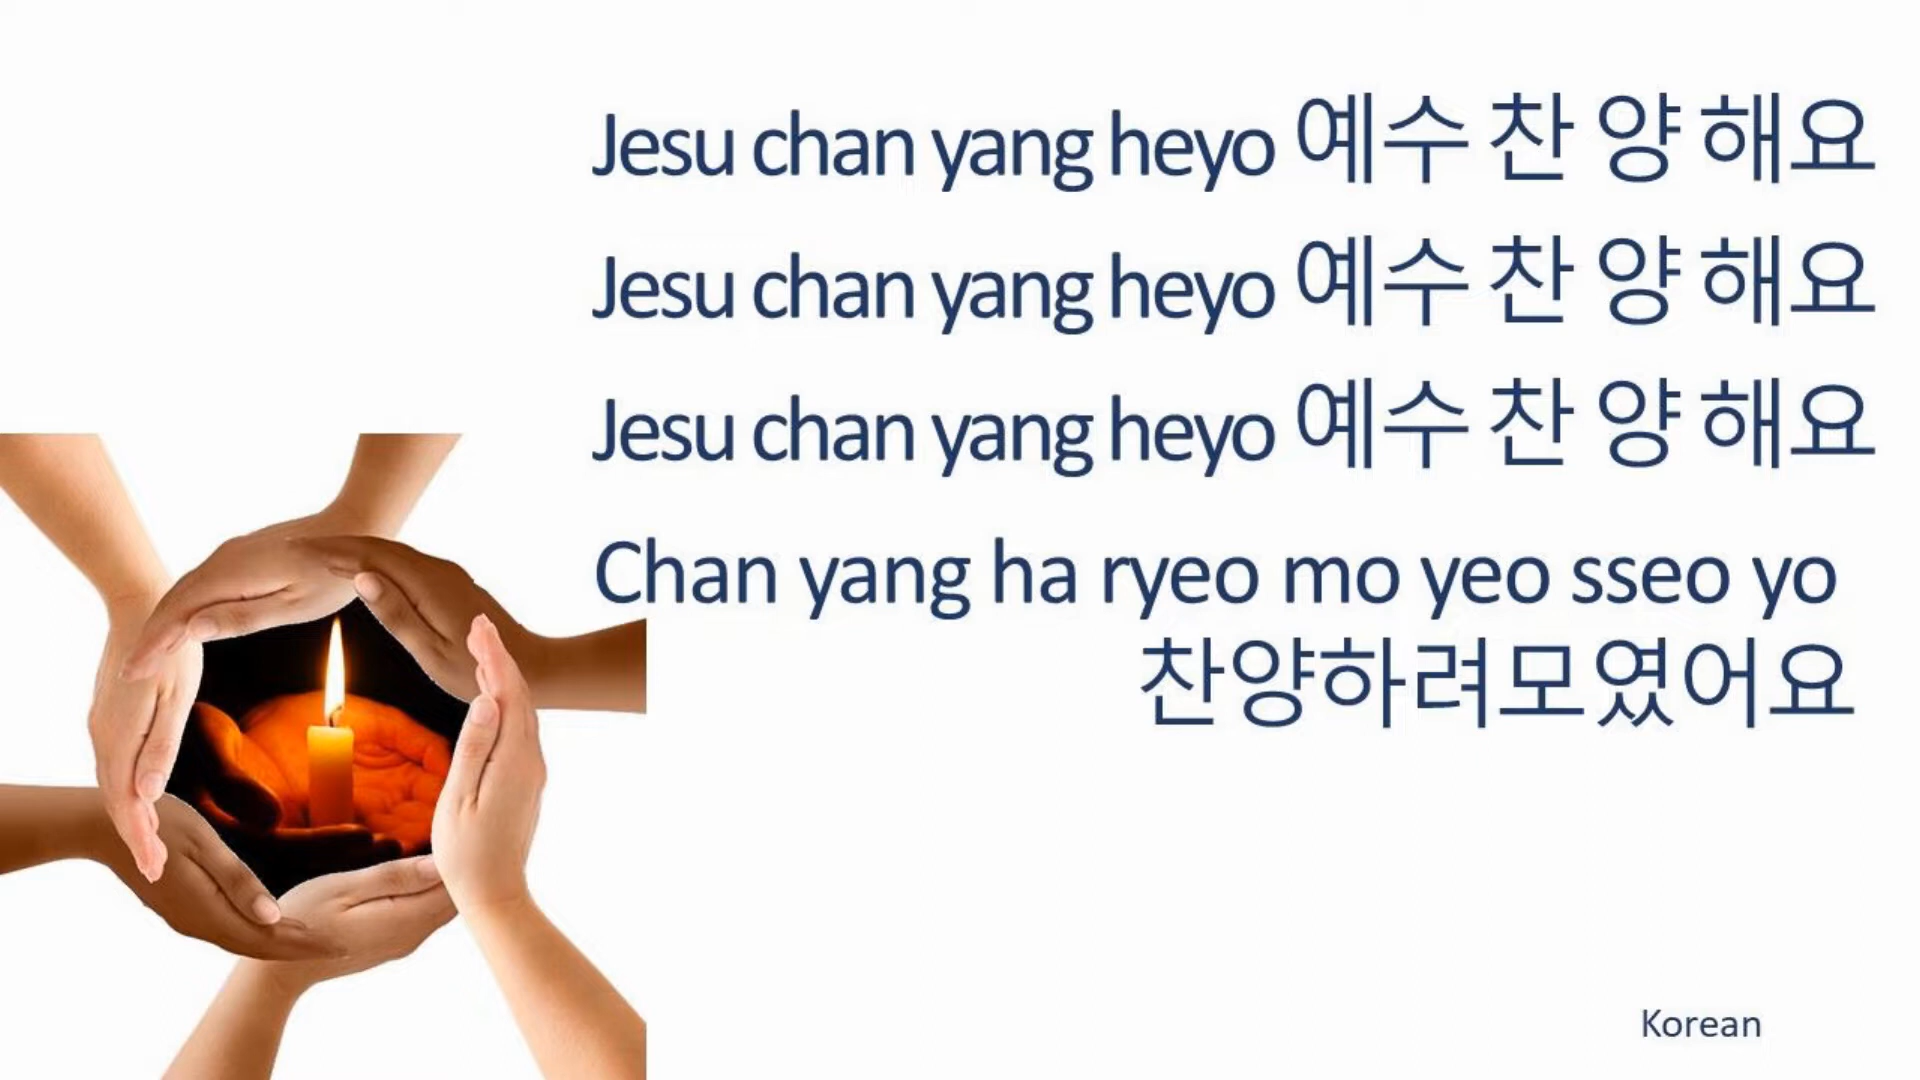 Jesu chan yang heyo 예수 찬 양 해요
Jesu chan yang heyo 예수 찬 양 해요
Jesu chan yang heyo 예수 찬 양 해요
Chan yang ha ryeo mo yeo sseo yo
찬양하려모였어요
Korean